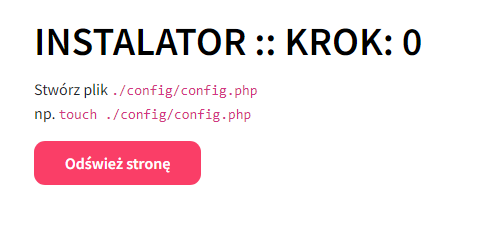 INSTALATOR :: KROK: 0
Stwórz plik ./config/config.php
np. touch ./config/config.php
Odśwież stronę